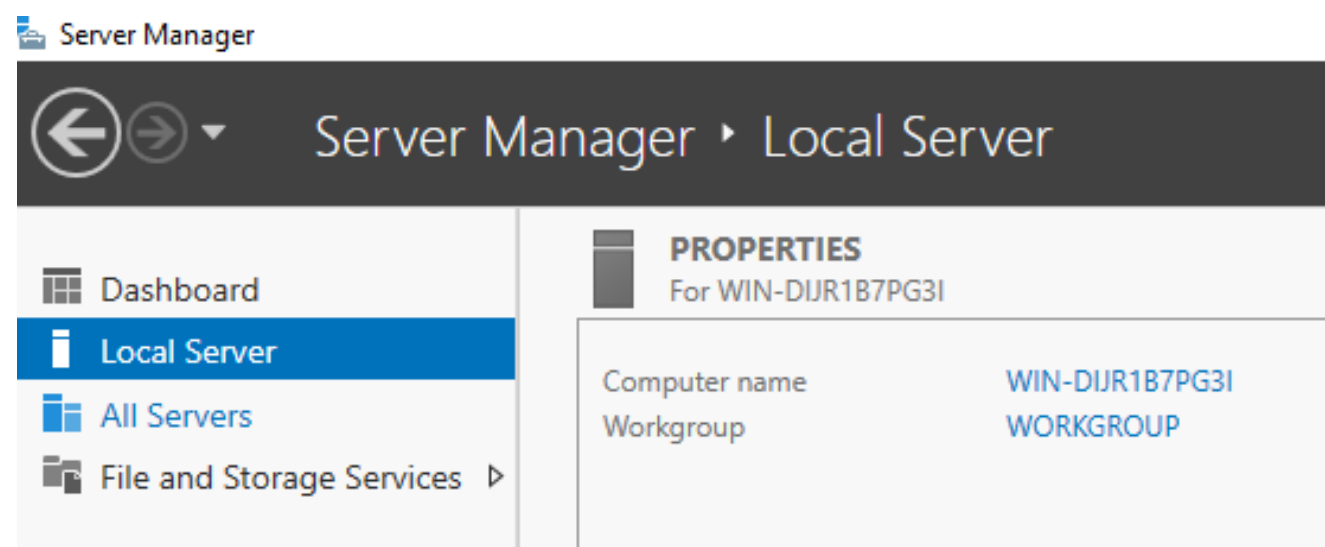 Server Manager
Server Manager ‣ Local Server
Dashboard
Local Server
All Servers
File and Storage Services
PROPERTIES
For WIN-DIJR1B7PG3I
Computer name WIN-DIJR1B7PG3I
Workgroup WORKGROUP